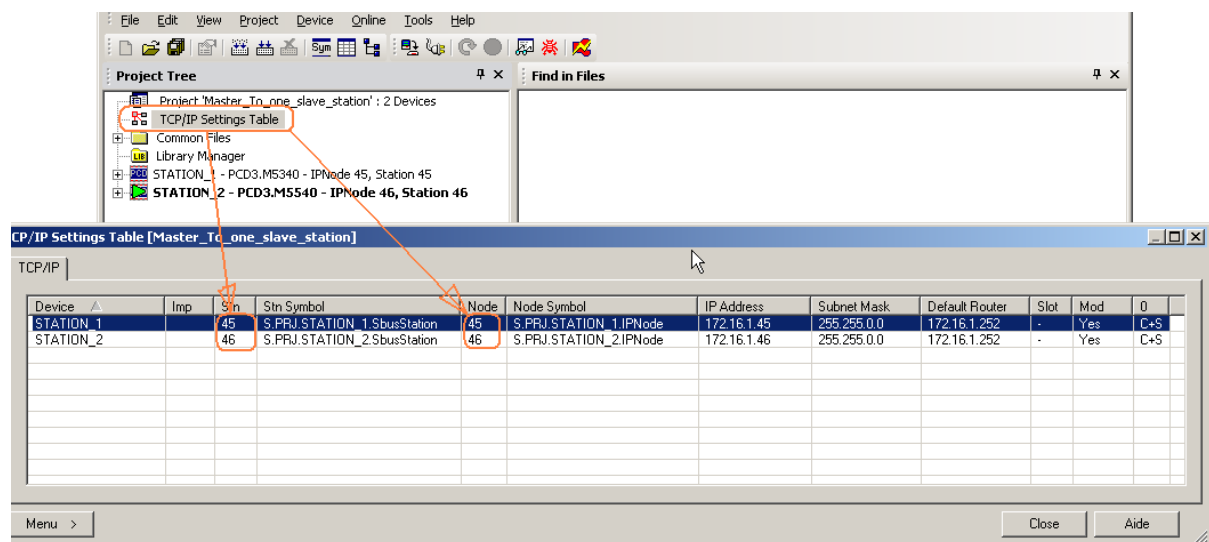 File Edit View Project Device Online Tools Help
Sym
Project Tree
Find in Files
Project 'Master_To_one_slave_station' : 2 Devices
TCP/IP Settings Table
Common Files
LIB Library Manager
PCD STATION_1 - PCD3.M5340 - IPNode 45, Station 45
STATION_2 - PCD3.M5540 - IPNode 46, Station 46
CP/IP Settings Table [Master_To_one_slave_station]
TCP/IP
Device Imp Stn Stn Symbol Node Node Symbol IP Address Subnet Mask Default Router Slot Mod 0
STATION_1 45 S.PRJ.STATION_1.SbusStation 45 S.PRJ.STATION_1.IPNode 172.16.1.45 255.255.0.0 172.16.1.252 - Yes C+S
STATION_2 46 S.PRJ.STATION_2.SbusStation 46 S.PRJ.STATION_2.IPNode 172.16.1.46 255.255.0.0 172.16.1.252 - Yes C+S
Menu > Close Aide